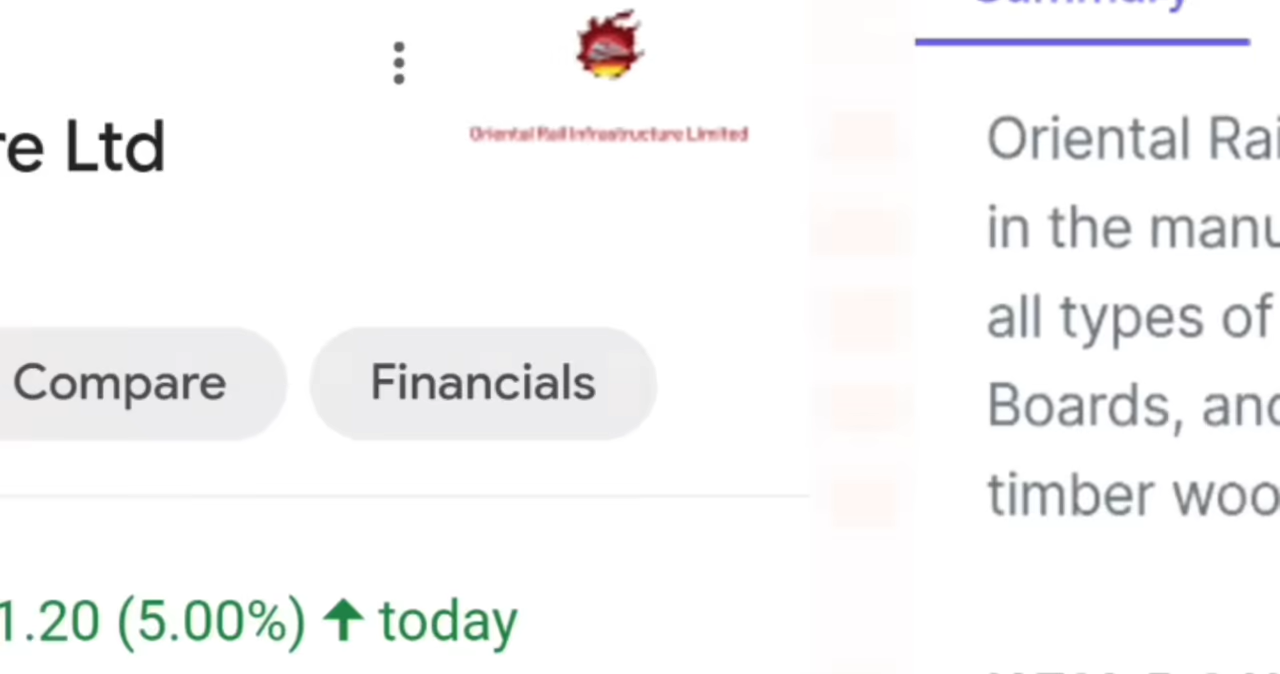 Summary
Oriental Rail Infrastructure Limited
re Ltd
Compare
Financials
1.20 (5.00%) ↑ today
Oriental Rai
in the manu
all types of
Boards, and
timber woo